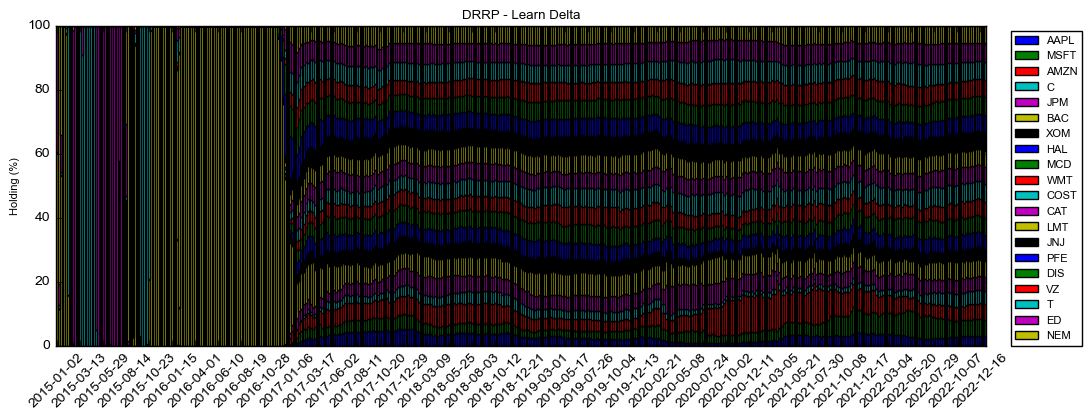 DRRP - Learn Delta
100
80
60
40
20
0
Holding (%)
2015-01-02
2015-03-13
2015-05-29
2015-08-14
2015-10-23
2016-01-15
2016-04-01
2016-06-10
2016-08-19
2016-10-28
2017-01-06
2017-03-17
2017-06-02
2017-08-11
2017-10-20
2017-12-29
2018-03-09
2018-05-23
2018-08-03
2018-10-12
2018-12-21
2019-03-01
2019-05-17
2019-07-26
2019-10-04
2019-12-13
2020-02-21
2020-05-08
2020-07-24
2020-10-02
2020-12-11
2021-03-05
2021-05-21
2021-07-30
2021-10-08
2021-12-17
2022-03-04
2022-05-20
2022-07-29
2022-10-07
2022-12-16
AAPL
MSFT
AMZN
C
JPM
BAC
XOM
HAL
MCD
WMT
COST
CAT
LMT
JNJ
PFE
DIS
VZ
T
ED
NEM